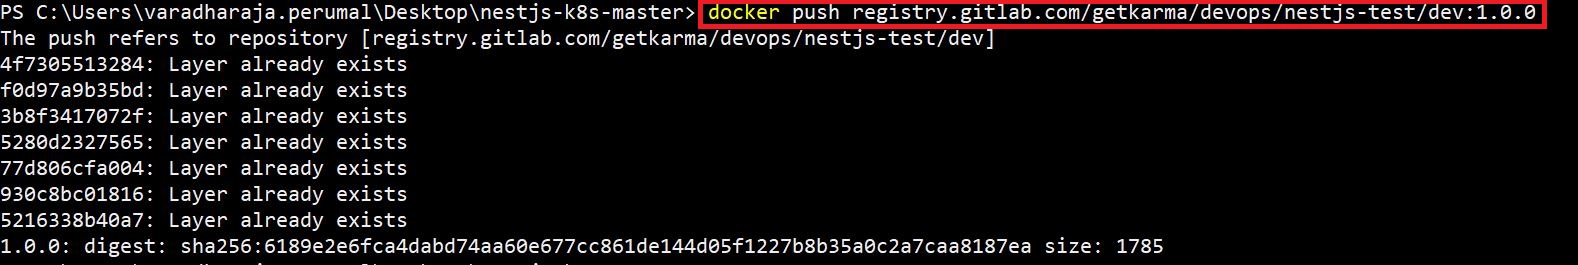 PS C:\Users\varadharaja.perumal\Desktop\nestjs-k8s-master> docker push registry.gitlab.com/getkarma/devops/nestjs-test/dev:1.0.0
The push refers to repository [registry.gitlab.com/getkarma/devops/nestjs-test/dev]
4f7305513284: Layer already exists
f0d97a9b35bd: Layer already exists
3b8f3417072f: Layer already exists
5280d2327565: Layer already exists
77d806cfa004: Layer already exists
930c8bc01816: Layer already exists
5216338b40a7: Layer already exists
1.0.0: digest: sha256:6189e2e6fca4dabd74aa60e677cc861de144d05f1227b8b35a0c2a7caa8187ea size: 1785